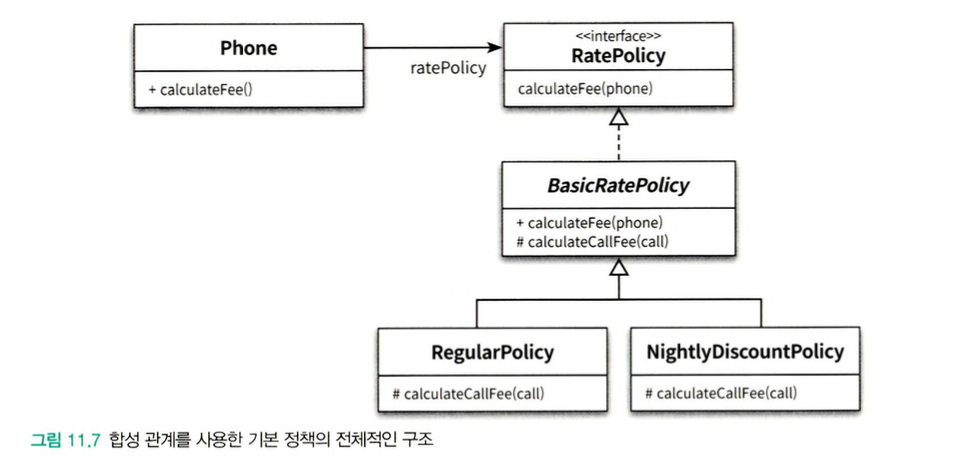 Phone
+ calculateFee()
ratePolicy
<<interface>>
RatePolicy
calculateFee(phone)
BasicRatePolicy
+ calculateFee(phone)
# calculateCallFee(call)
RegularPolicy
# calculateCallFee(call)
NightlyDiscountPolicy
# calculateCallFee(call)
그림 11.7 합성 관계를 사용한 기본 정책의 전체적인 구조